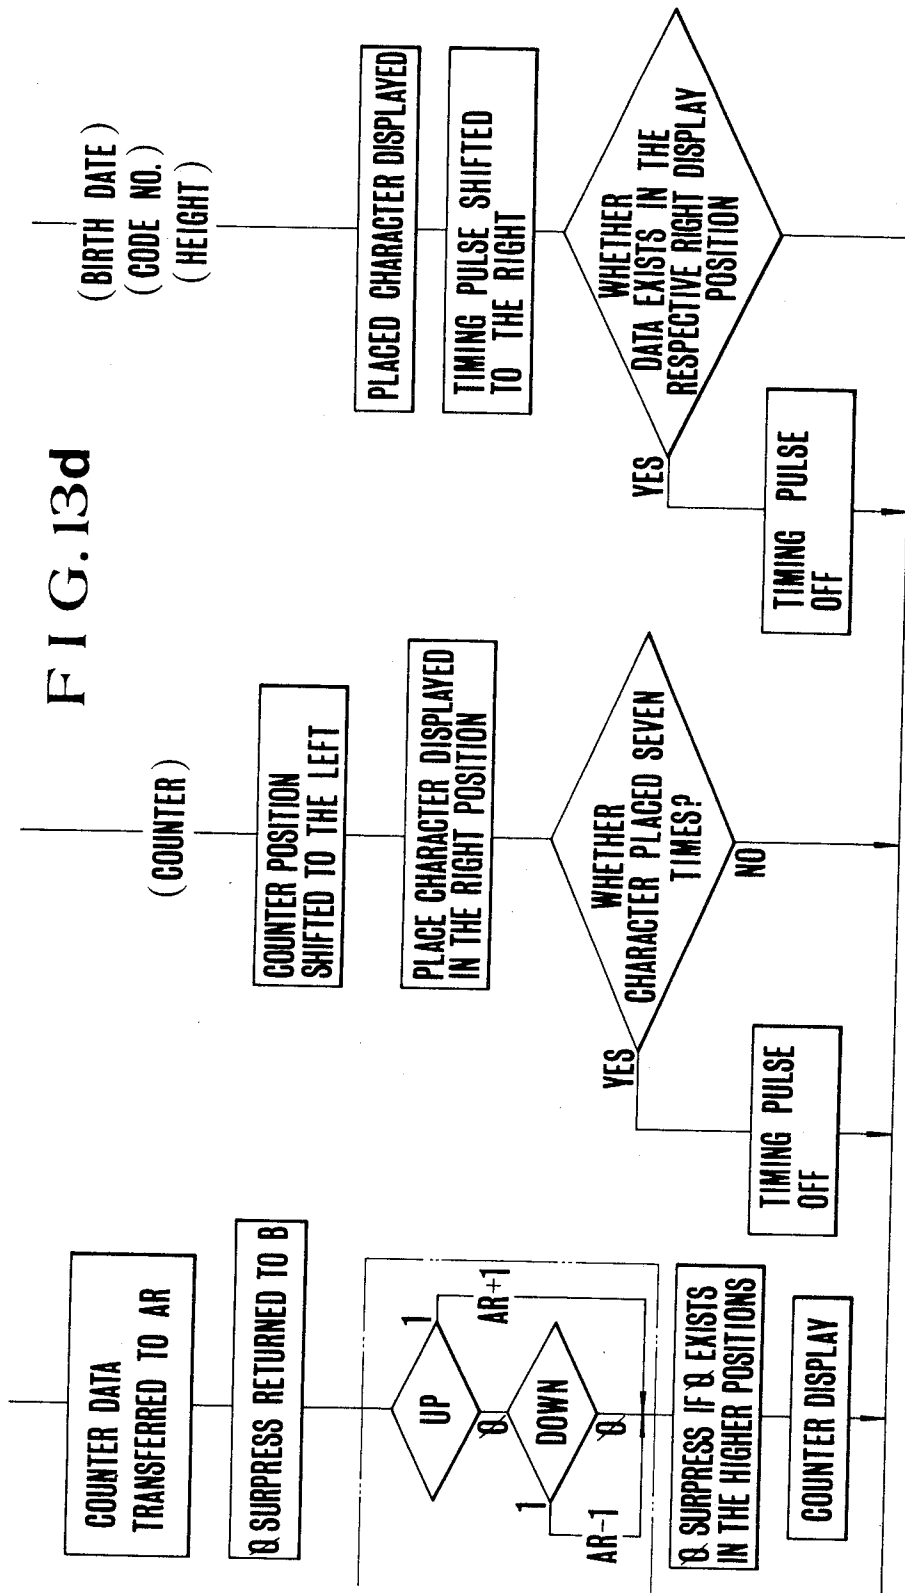 FIG.13d
COUNTER DATA
TRANSFERRED TO AR
0 SURPRESS RETURNED TO B
UP
1
AR+1
0
DOWN
1
AR-1
0
0 SURPRESS IF 0 EXISTS
IN THE HIGHER POSITIONS
COUNTER DISPLAY
(COUNTER)
COUNTER POSITION
SHIFTED TO THE LEFT
PLACE CHARACTER DISPLAYED
IN THE RIGHT POSITION
WHETHER
CHARACTER PLACED SEVEN
TIMES?
YES
NO
TIMING PULSE
OFF
(BIRTH DATE)
(CODE NO.)
(HEIGHT)
PLACED CHARACTER DISPLAYED
TIMING PULSE SHIFTED
TO THE RIGHT
WHETHER
DATA EXISTS IN THE
RESPECTIVE RIGHT DISPLAY
POSITION
YES
TIMING PULSE
OFF